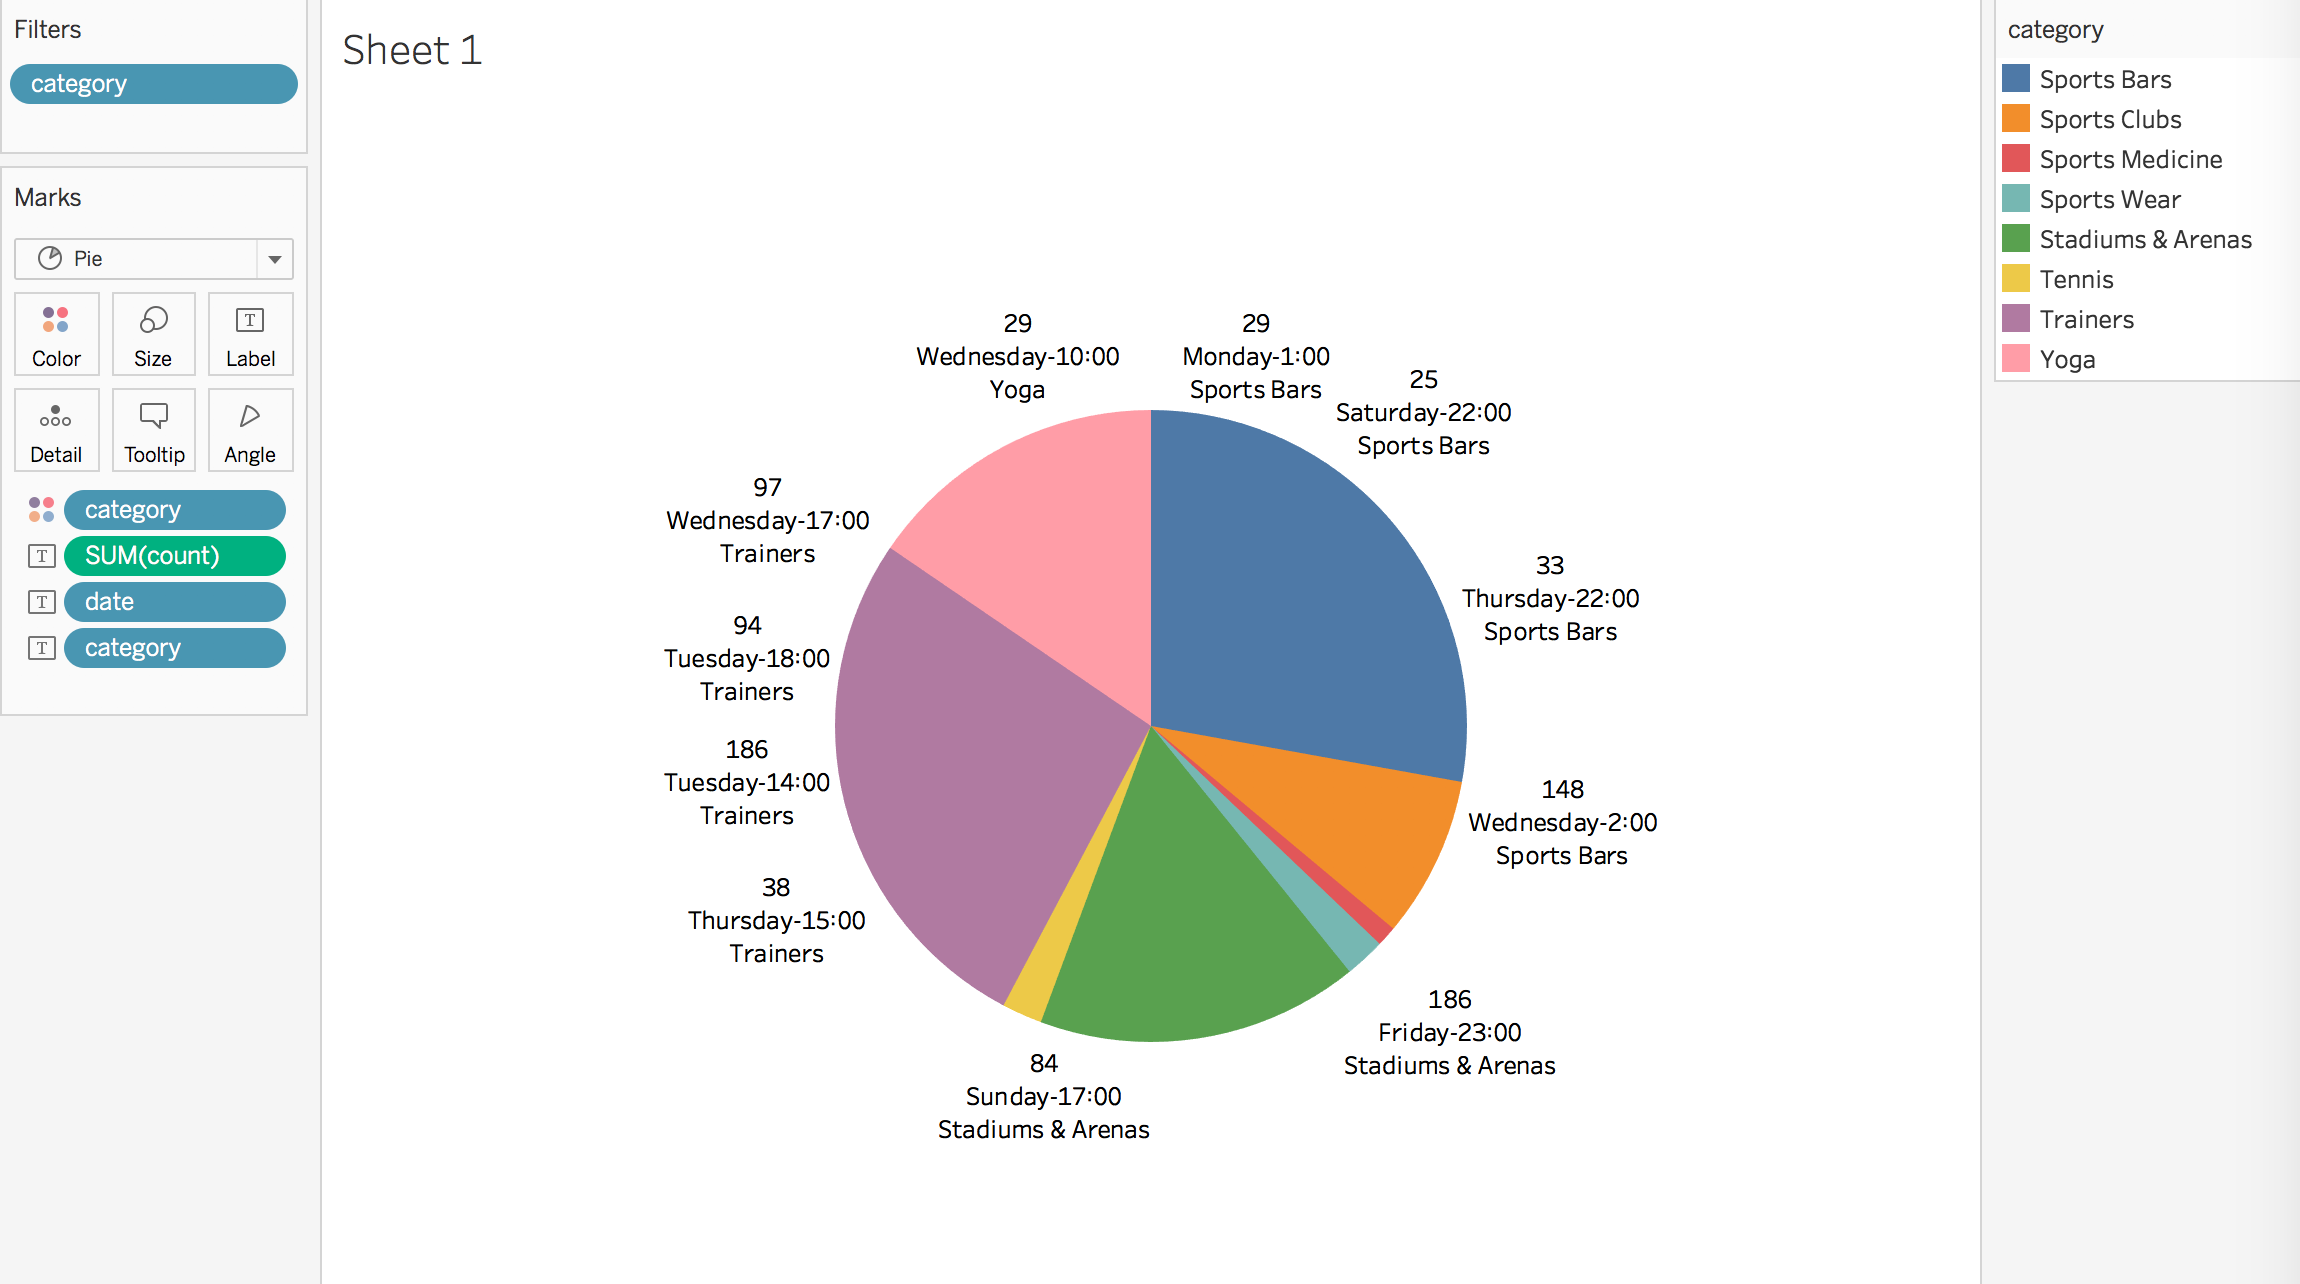 Filters
category
Marks
Pie
Color
Size
T
Label
Detail
Tooltip
Angle
category
T
SUM(count)
T
date
T
category
Sheet 1
29
Wednesday-10:00
Yoga
29
Monday-1:00
Sports Bars
25
Saturday-22:00
Sports Bars
97
Wednesday-17:00
Trainers
33
Thursday-22:00
Sports Bars
94
Tuesday-18:00
Trainers
186
Tuesday-14:00
Trainers
148
Wednesday-2:00
Sports Bars
38
Thursday-15:00
Trainers
186
Friday-23:00
Stadiums & Arenas
84
Sunday-17:00
Stadiums & Arenas
category
Sports Bars
Sports Clubs
Sports Medicine
Sports Wear
Stadiums & Arenas
Tennis
Trainers
Yoga